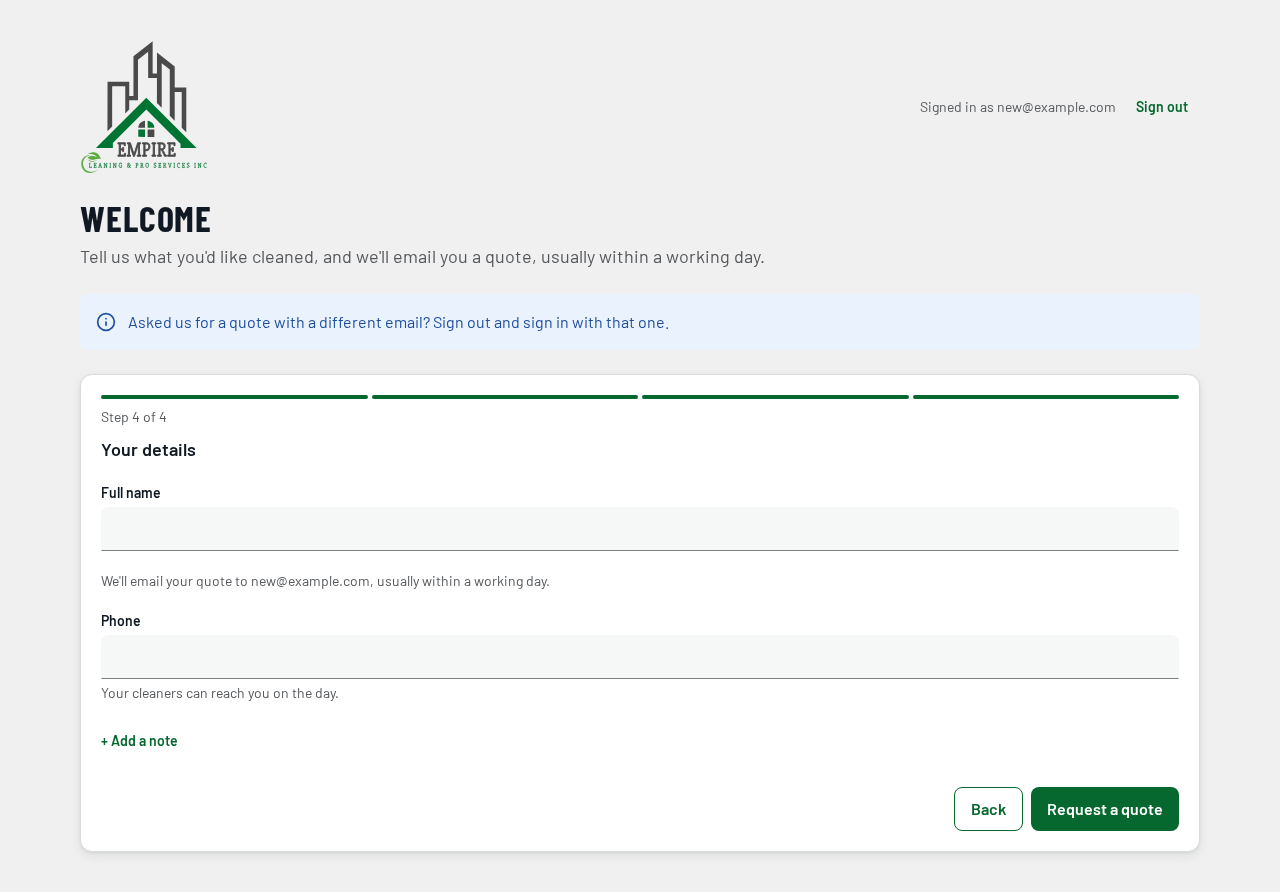 EMPIRE
LEANING & PRO SERVICES INC
Signed in as new@example.com
Sign out
WELCOME
Tell us what you'd like cleaned, and we'll email you a quote, usually within a working day.
Asked us for a quote with a different email? Sign out and sign in with that one.
Step 4 of 4
Your details
Full name
We'll email your quote to new@example.com, usually within a working day.
Phone
Your cleaners can reach you on the day.
+ Add a note
Back
Request a quote